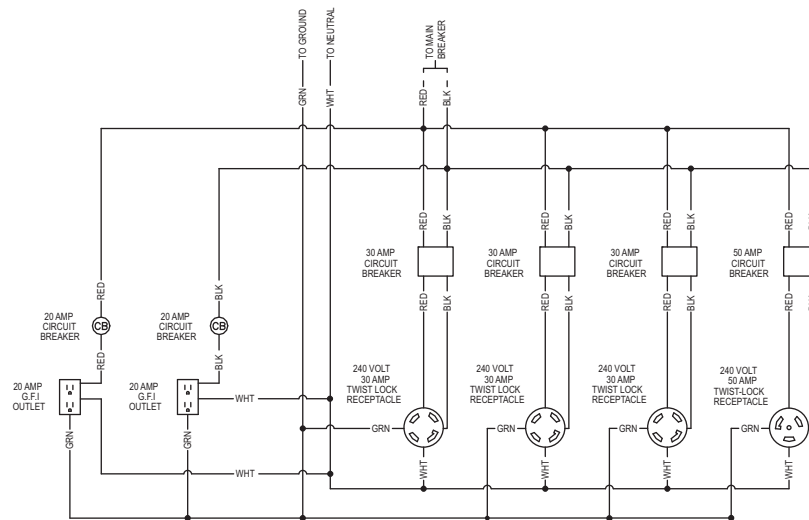 TO GROUND
TO NEUTRAL
TO MAIN
BREAKER
GRN
WHT
RED
BLK
RED
BLK
RED
BLK
RED
BLK
RED
30 AMP
CIRCUIT
BREAKER
30 AMP
CIRCUIT
BREAKER
30 AMP
CIRCUIT
BREAKER
50 AMP
CIRCUIT
BREAKER
RED
BLK
20 AMP
CIRCUIT
BREAKER
CB
20 AMP
CIRCUIT
BREAKER
CB
RED
BLK
RED
BLK
RED
BLK
RED
BLK
RED
20 AMP
G.F.I
OUTLET
20 AMP
G.F.I
OUTLET
240 VOLT
30 AMP
TWIST LOCK
RECEPTACLE
240 VOLT
30 AMP
TWIST LOCK
RECEPTACLE
240 VOLT
30 AMP
TWIST LOCK
RECEPTACLE
240 VOLT
50 AMP
TWIST-LOCK
RECEPTACLE
WHT
GRN
GRN
GRN
GRN
GRN
GRN
WHT
WHT
WHT
WHT
WHT